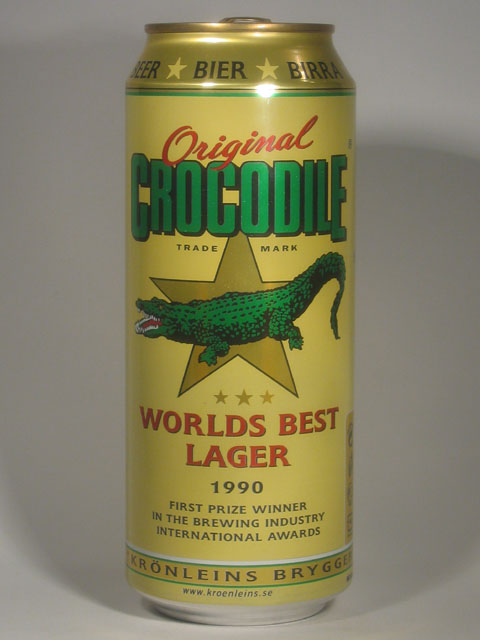 BEER ★ BIER ★ BIRRA
Original
CROCODILE
TRADE MARK
★ ★ ★
WORLDS BEST
LAGER
1990
FIRST PRIZE WINNER
IN THE BREWING INDUSTRY
INTERNATIONAL AWARDS
KRÖNLEINS BRYGGE
www.kroenleins.se